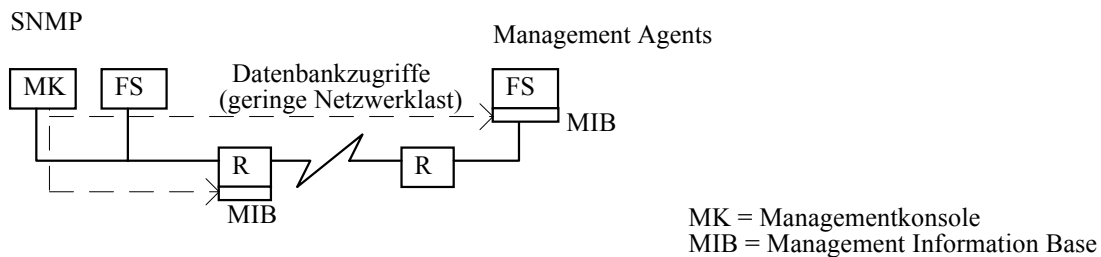 SNMP
Management Agents
MK
FS
Datenbankzugriffe
(geringe Netzwerklast)
FS
MIB
R
R
MIB
MK = Managementkonsole
MIB = Management Information Base